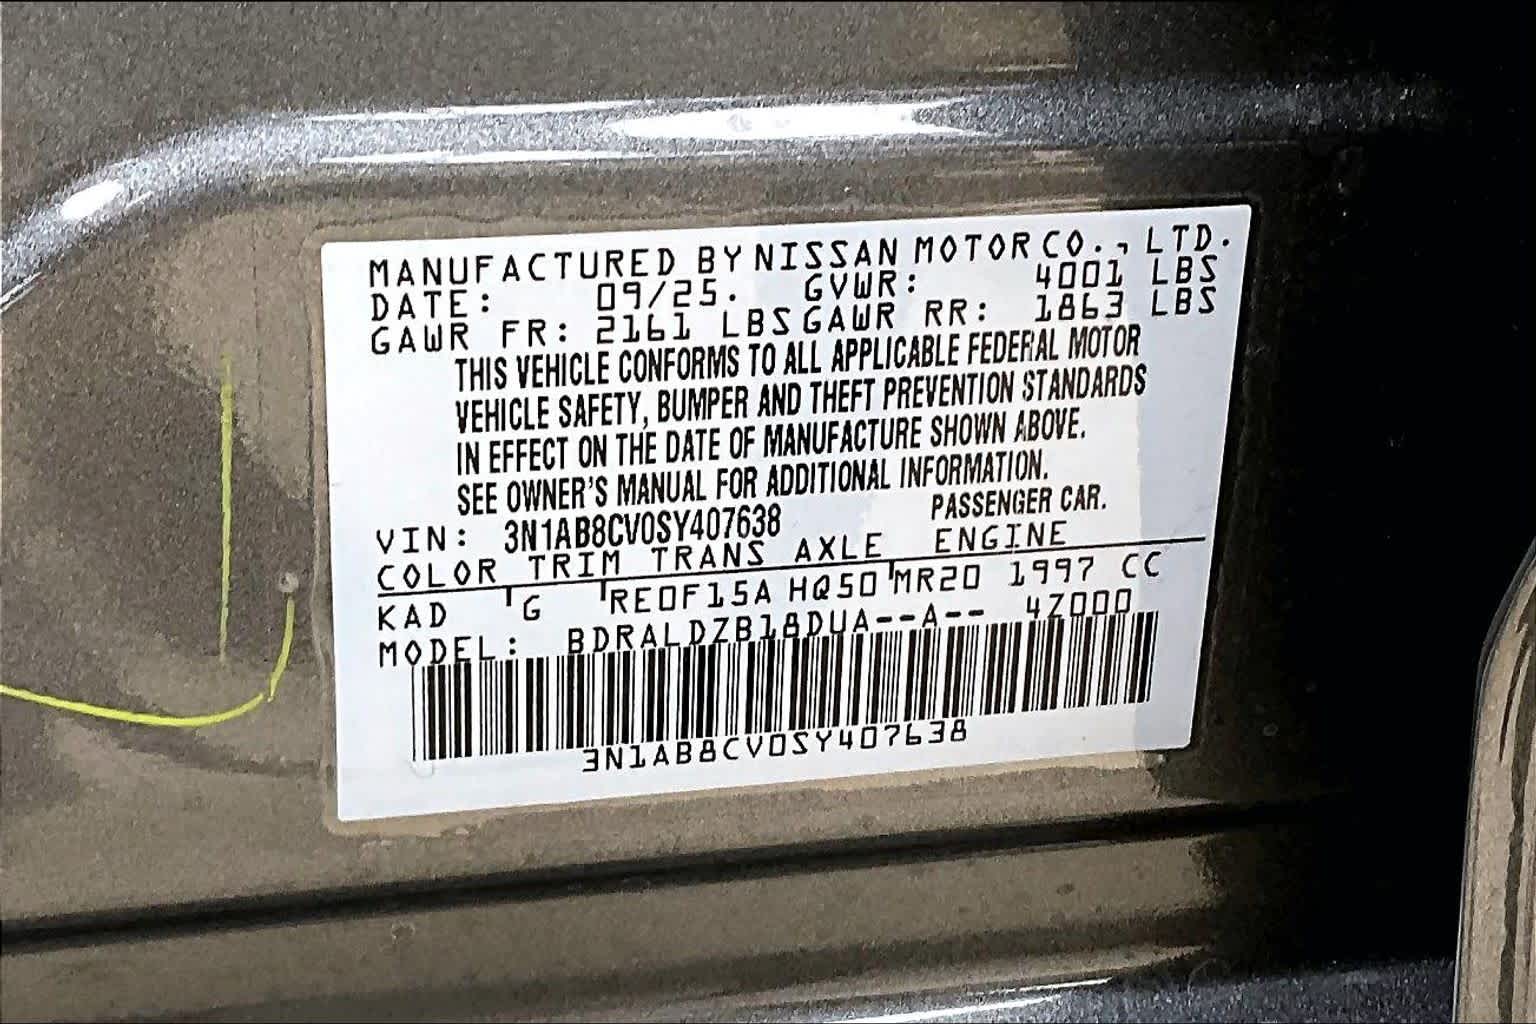 MANUFACTURED BY NISSAN MOTOR CO., LTD.
DATE: 09/25. GVWR: 4001 LBS
GAWR FR: 2161 LBS GAWR RR: 1863 LBS
THIS VEHICLE CONFORMS TO ALL APPLICABLE FEDERAL MOTOR
VEHICLE SAFETY, BUMPER AND THEFT PREVENTION STANDARDS
IN EFFECT ON THE DATE OF MANUFACTURE SHOWN ABOVE.
SEE OWNER'S MANUAL FOR ADDITIONAL INFORMATION.
VIN: 3N1AB8CV0SY407638 PASSENGER CAR.
COLOR TRIM TRANS AXLE ENGINE
KAD G RE0F15A HQ50 MR20 1997 CC
MODEL: BDRALDZB18DUA--A-- 4Z000
3N1AB8CV0SY407638